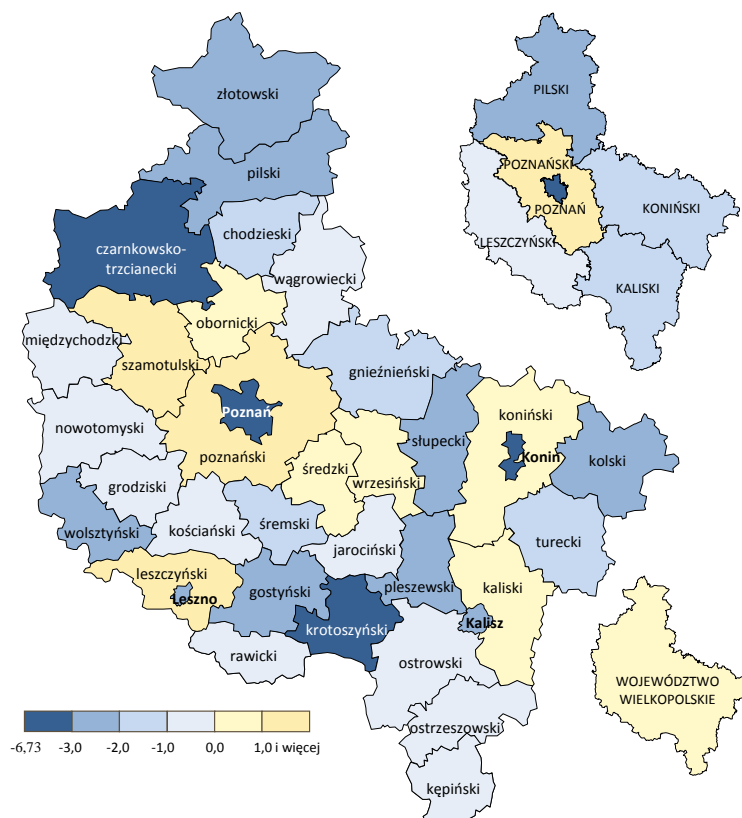 złotowski
PILSKI
pilski
POZNAŃSKI
chodzieski
KONIŃSKI
POZNAŃ
czarnkowsko-
trzcianecki
LESZCZYŃSKI
wągrowiecki
KALISKI
obornicki
międzychodzki
szamotulski
gnieźnieński
Poznań
koniński
nowotomyski
słupecki
Konin
poznański
średzki
kolski
wrzesiński
grodziski
kościański
śremski
wolsztyński
turecki
jarociński
leszczyński
gostyński
pleszewski
kaliski
Leszno
Kalisz
krotoszyński
rawicki
ostrowski
WOJEWÓDZTWO
WIELKOPOLSKIE
ostrzeszowski
kępiński
-6,73 -3,0 -2,0 -1,0 0,0 1,0 i więcej